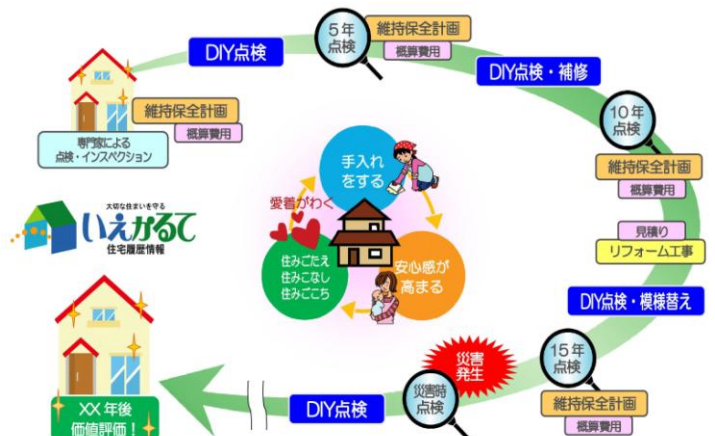 DIY点検
5年
点検
維持保全計画
概算費用
DIY点検・補修
10年
点検
維持保全計画
概算費用
見積り
リフォーム工事
DIY点検・模様替え
15年
点検
維持保全計画
概算費用
災害
発生
災害時
点検
DIY点検
XX年後
価値評価!
維持保全計画
概算費用
専門家による
点検・インスペクション
大切な住まいを守る
いえかるて
住宅履歴情報
手入れ
をする
愛着がわく
住みごたえ
住みこなし
住みごこち
安心感が
高まる